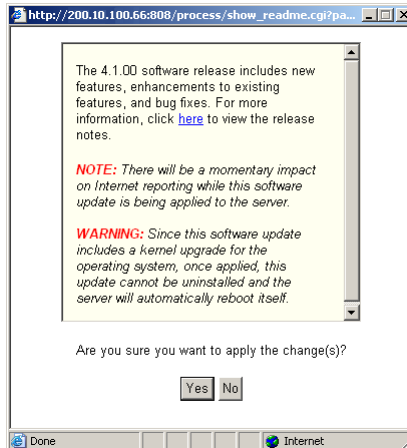 http://200.10.100.66:808/process/show_readme.cgi?pa...
The 4.1.00 software release includes new
features, enhancements to existing
features, and bug fixes. For more
information, click here to view the release
notes.
NOTE: There will be a momentary impact
on Internet reporting while this software
update is being applied to the server.
WARNING: Since this software update
includes a kernel upgrade for the
operating system, once applied, this
update cannot be uninstalled and the
server will automatically reboot itself.
Are you sure you want to apply the change(s)?
Yes No
Done Internet